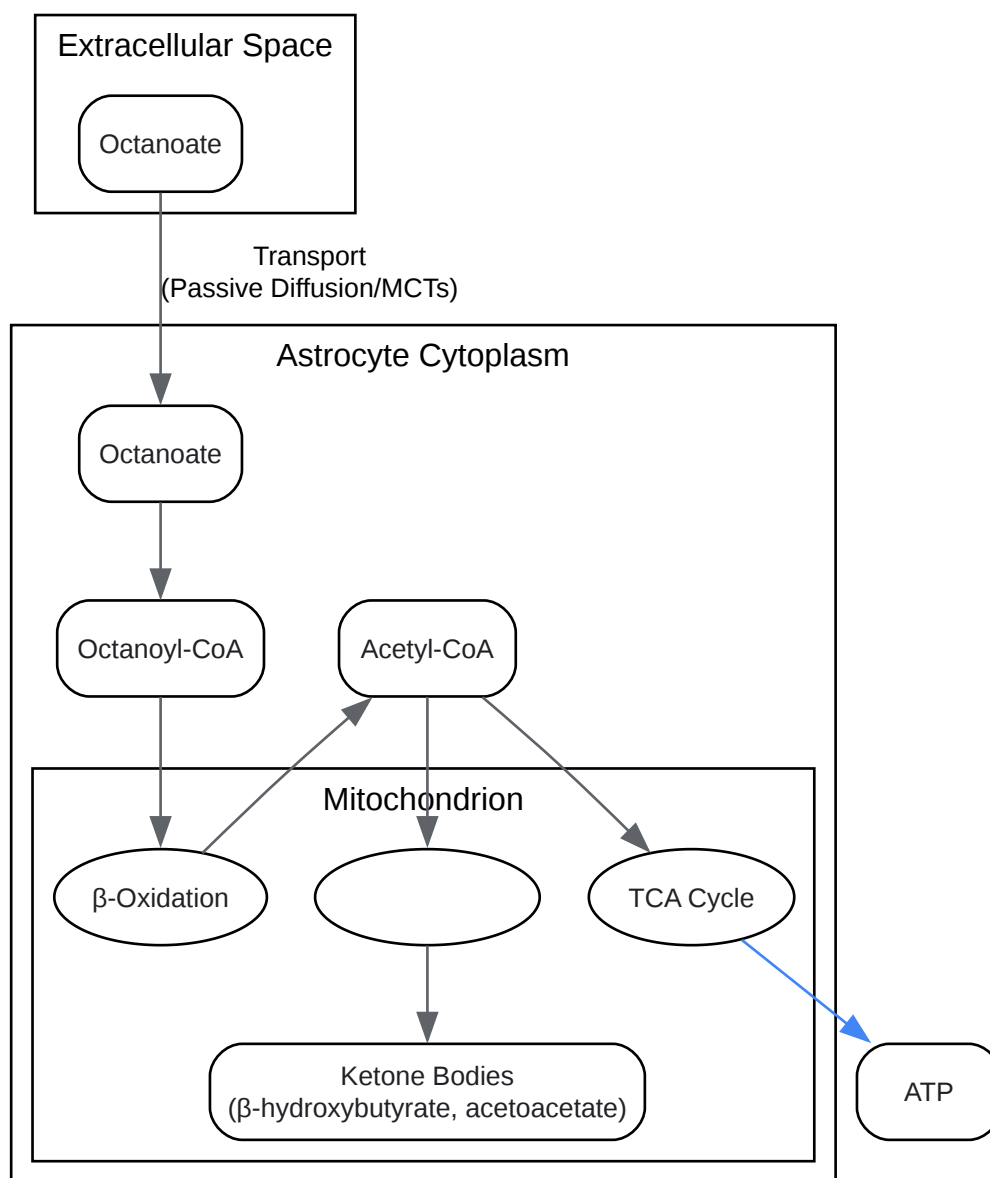 Extracellular Space
Octanoate
Transport
(Passive Diffusion/MCTs)
Astrocyte Cytoplasm
Octanoate
Octanoyl-CoA
Acetyl-CoA
Mitochondrion
β-Oxidation
TCA Cycle
Ketone Bodies
(β-hydroxybutyrate, acetoacetate)
ATP